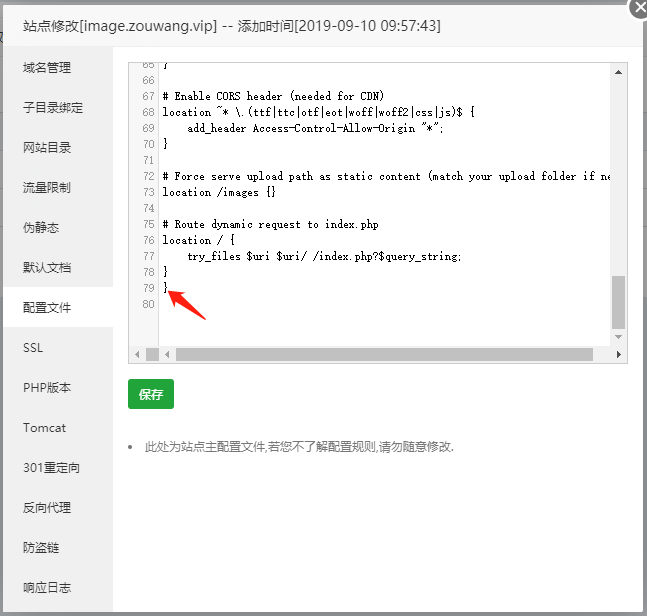 站点修改[image.zouwang.vip] -- 添加时间[2019-09-10 09:57:43]
域名管理
子目录绑定
网站目录
流量限制
伪静态
默认文档
配置文件
SSL
PHP版本
Tomcat
301重定向
反向代理
防盗链
响应日志
65 }
66
67 # Enable CORS header (needed for CDN)
68 location ~* \.(ttf|ttc|otf|eot|woff|woff2|css|js)$ {
69 add_header Access-Control-Allow-Origin "*";
70 }
71
72 # Force serve upload path as static content (match your upload folder if ne
73 location /images {}
74
75 # Route dynamic request to index.php
76 location / {
77 try_files $uri $uri/ /index.php?$query_string;
78 }
79 }
80
保存
此处为站点主配置文件,若您不了解配置规则,请勿随意修改.